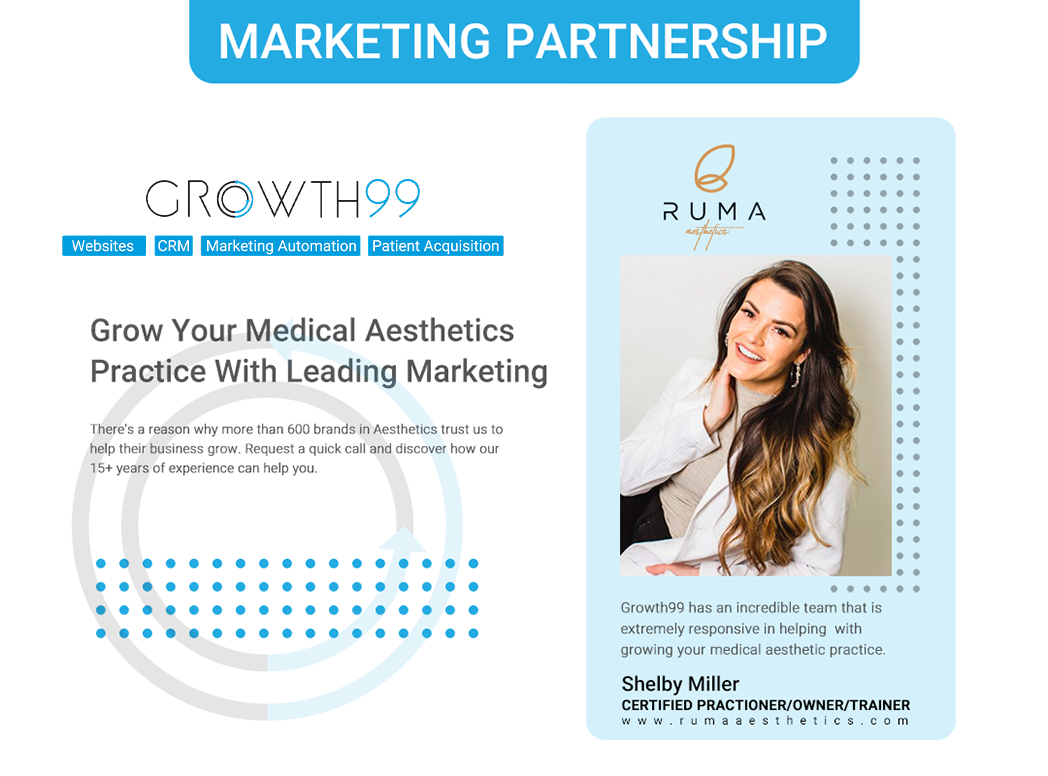 MARKETING PARTNERSHIP
GROWTH99
Websites CRM Marketing Automation Patient Acquisition
Grow Your Medical Aesthetics
Practice With Leading Marketing
There's a reason why more than 600 brands in Aesthetics trust us to
help their business grow. Request a quick call and discover how our
15+ years of experience can help you.
RUMA
aesthetics
Growth99 has an incredible team that is
extremely responsive in helping with
growing your medical aesthetic practice.
Shelby Miller
CERTIFIED PRACTIONER/OWNER/TRAINER
www.rumaaesthetics.com